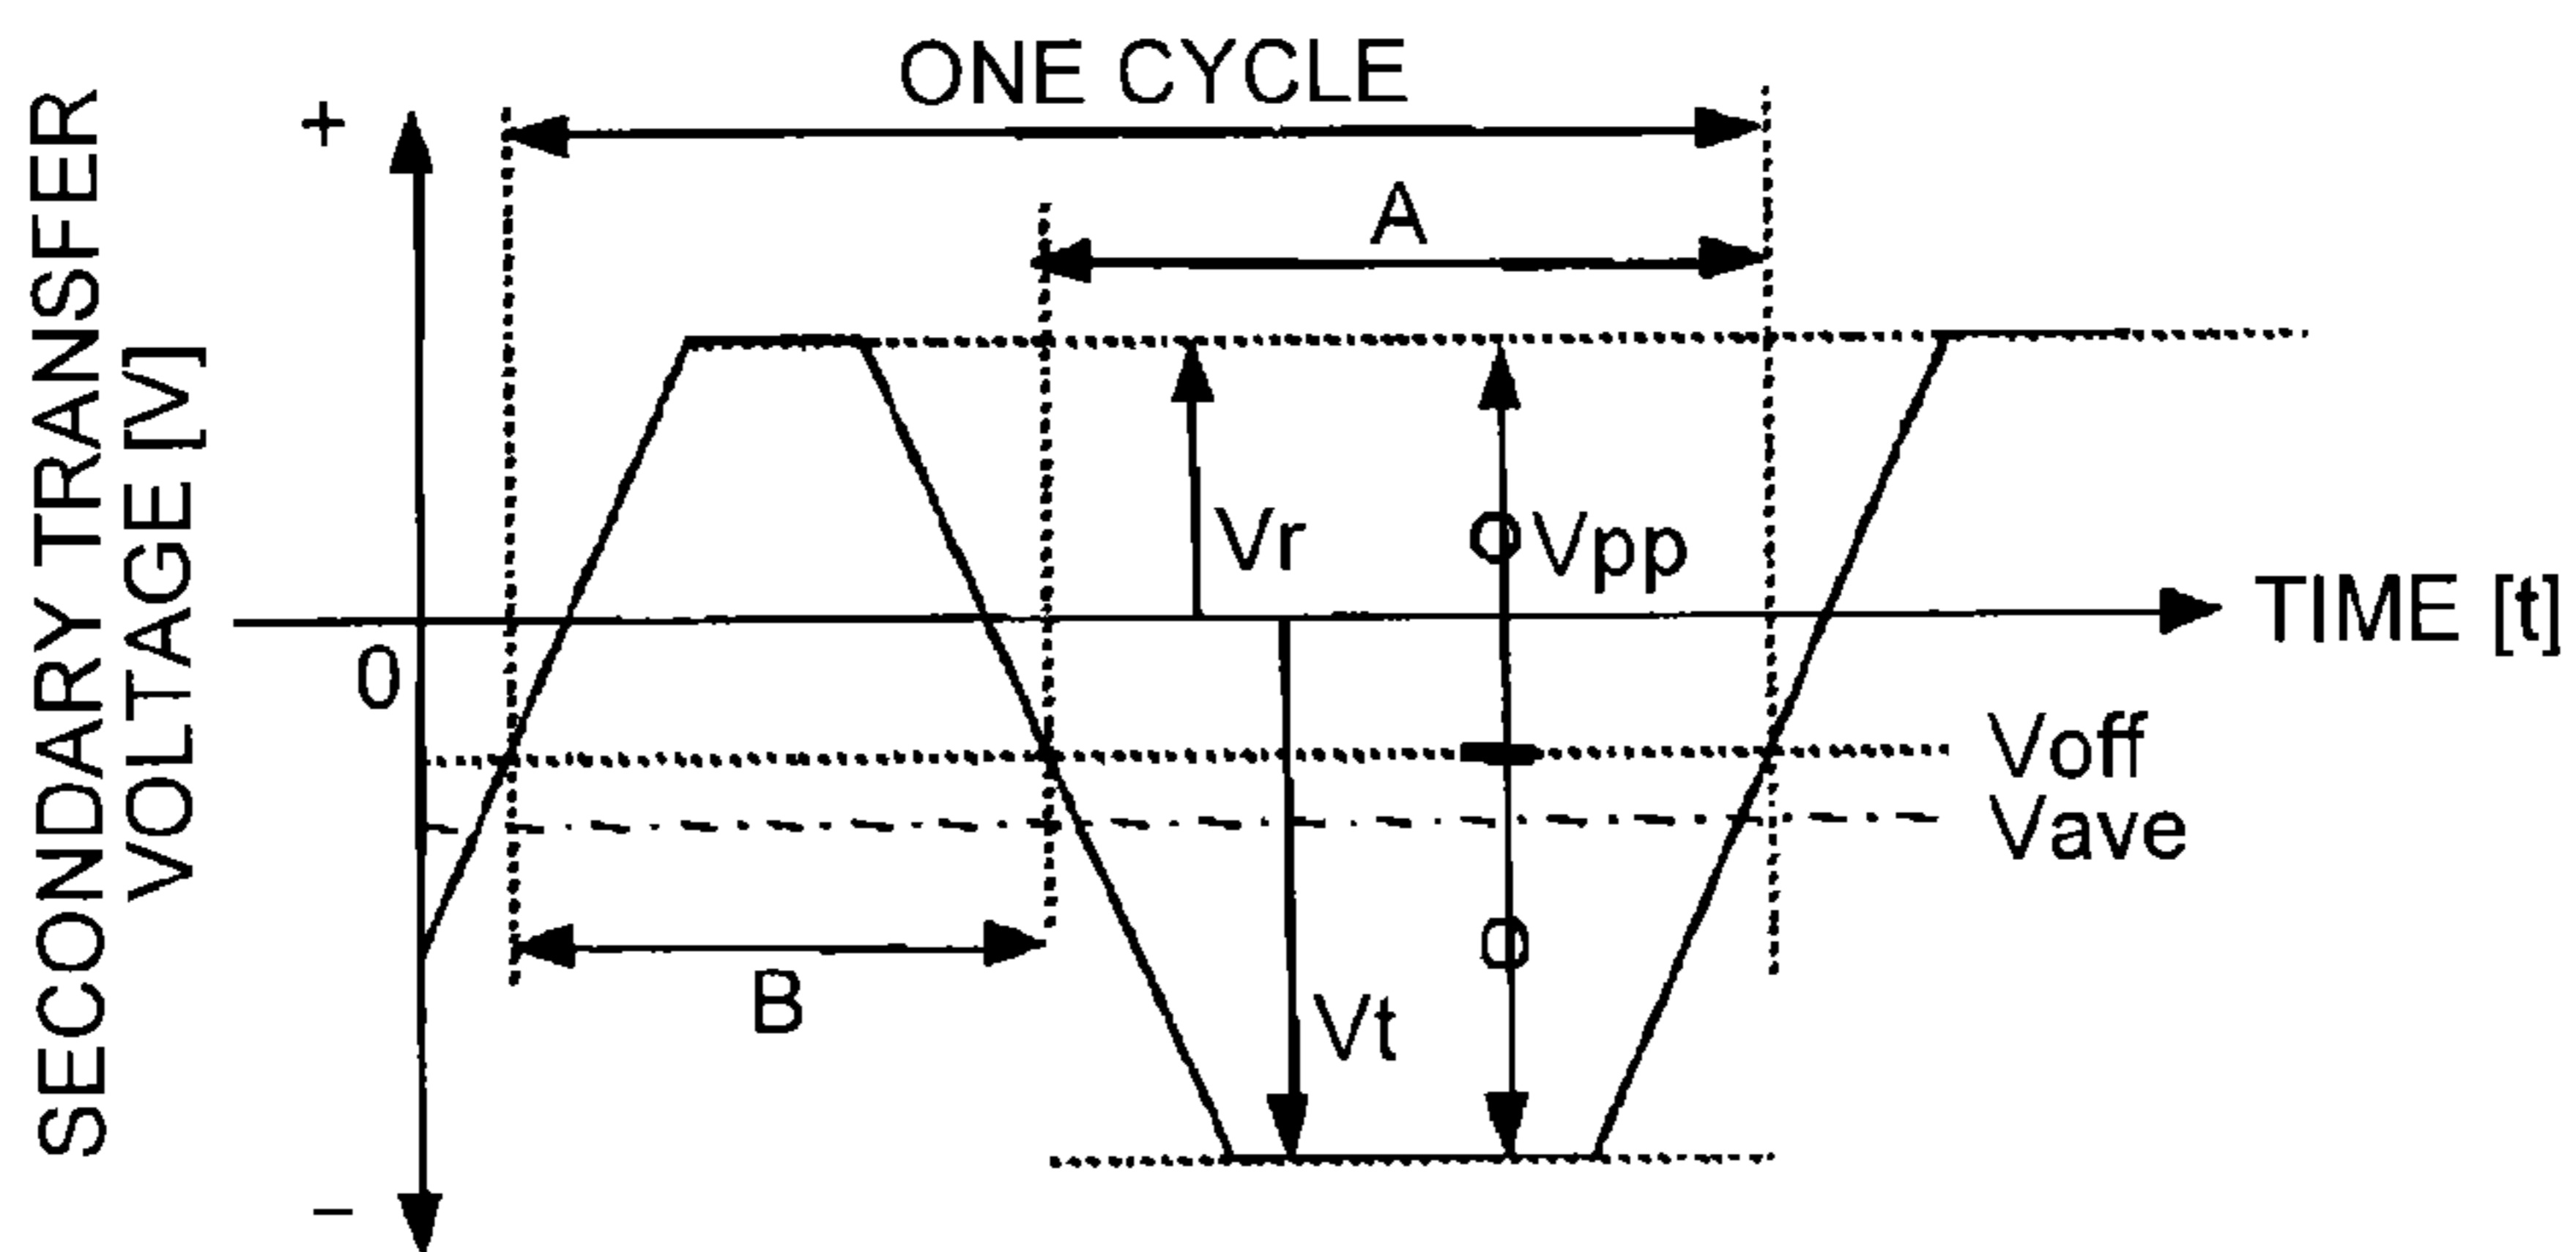 ONE CYCLE
+
A
SECONDARY TRANSFER
VOLTAGE [V]
Vr
Vpp
TIME [t]
0
Voff
Vave
B
Vt
−